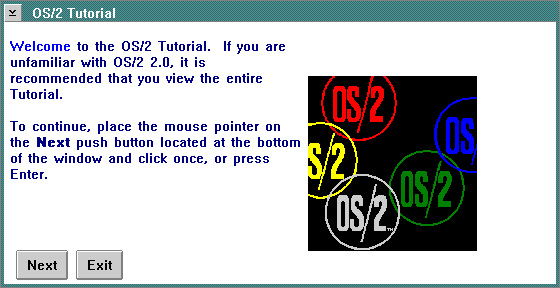 OS/2 Tutorial
Welcome to the OS/2 Tutorial.  If you are
unfamiliar with OS/2 2.0, it is
recommended that you view the entire
Tutorial.
To continue, place the mouse pointer on
the Next push button located at the bottom
of the window and click once, or press
Enter.
OS/2
OS/2
OS/2
OS/2
OS/2 TM
Next
Exit